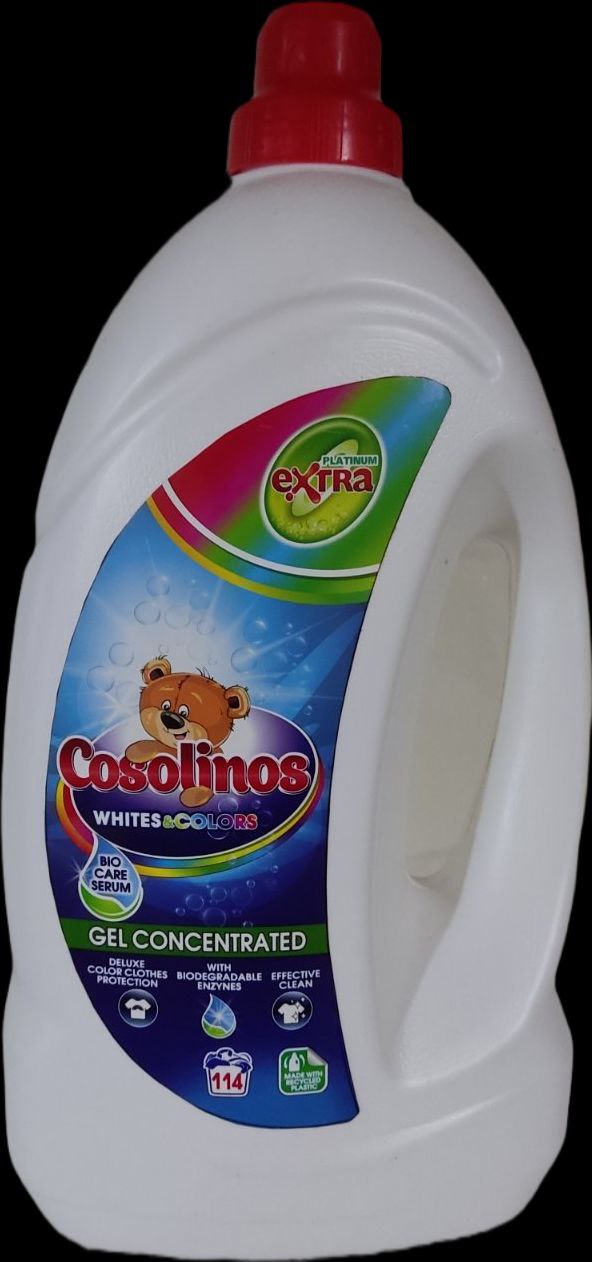 PLATINUM
eXTRa
Cosolinos
WHITES&COLORS
BIO
CARE
SERUM
GEL CONCENTRATED
DELUXE
COLOR CLOTHES
PROTECTION
WITH
BIODEGRADABLE
ENZYMES
EFFECTIVE
CLEAN
114
MADE WITH
RECYCLED
PLASTIC